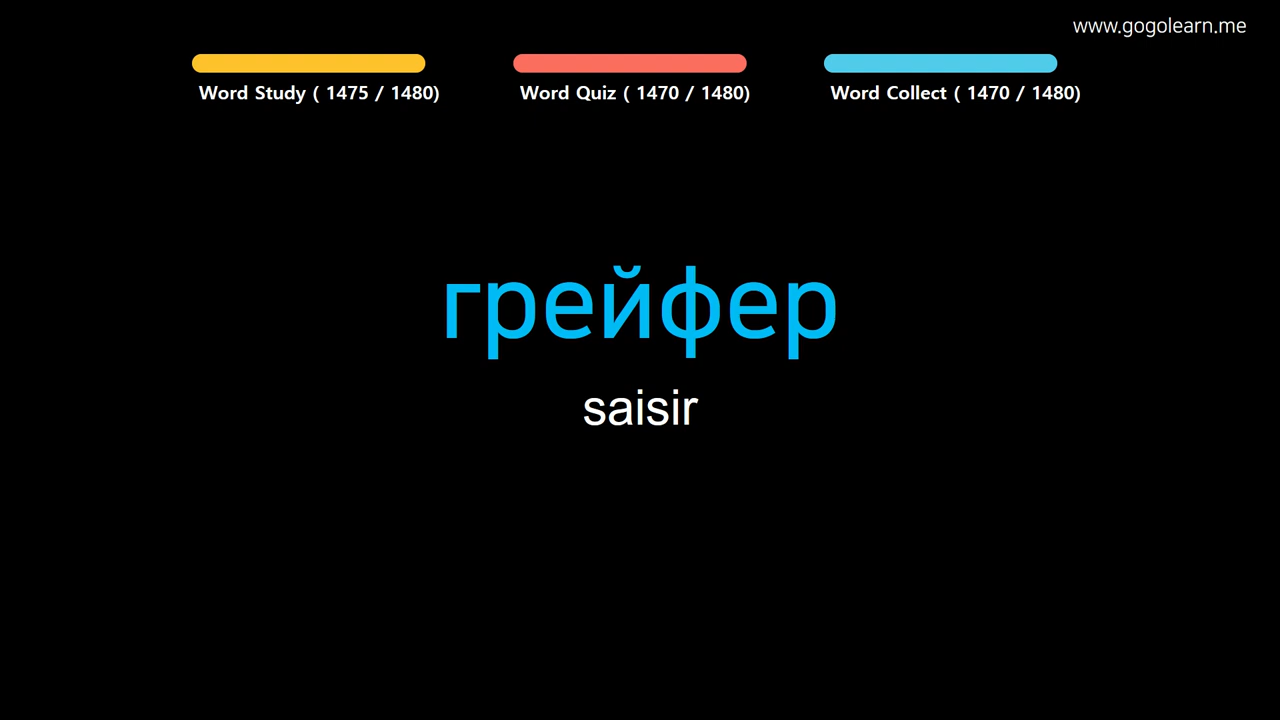 www.gogolearn.me
Word Study ( 1475 / 1480)
Word Quiz ( 1470 / 1480)
Word Collect ( 1470 / 1480)
грейфер
saisir